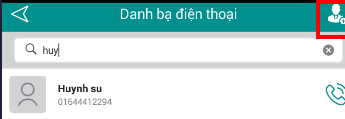 Danh bạ điện thoại
huy
Huynh su
01644412294